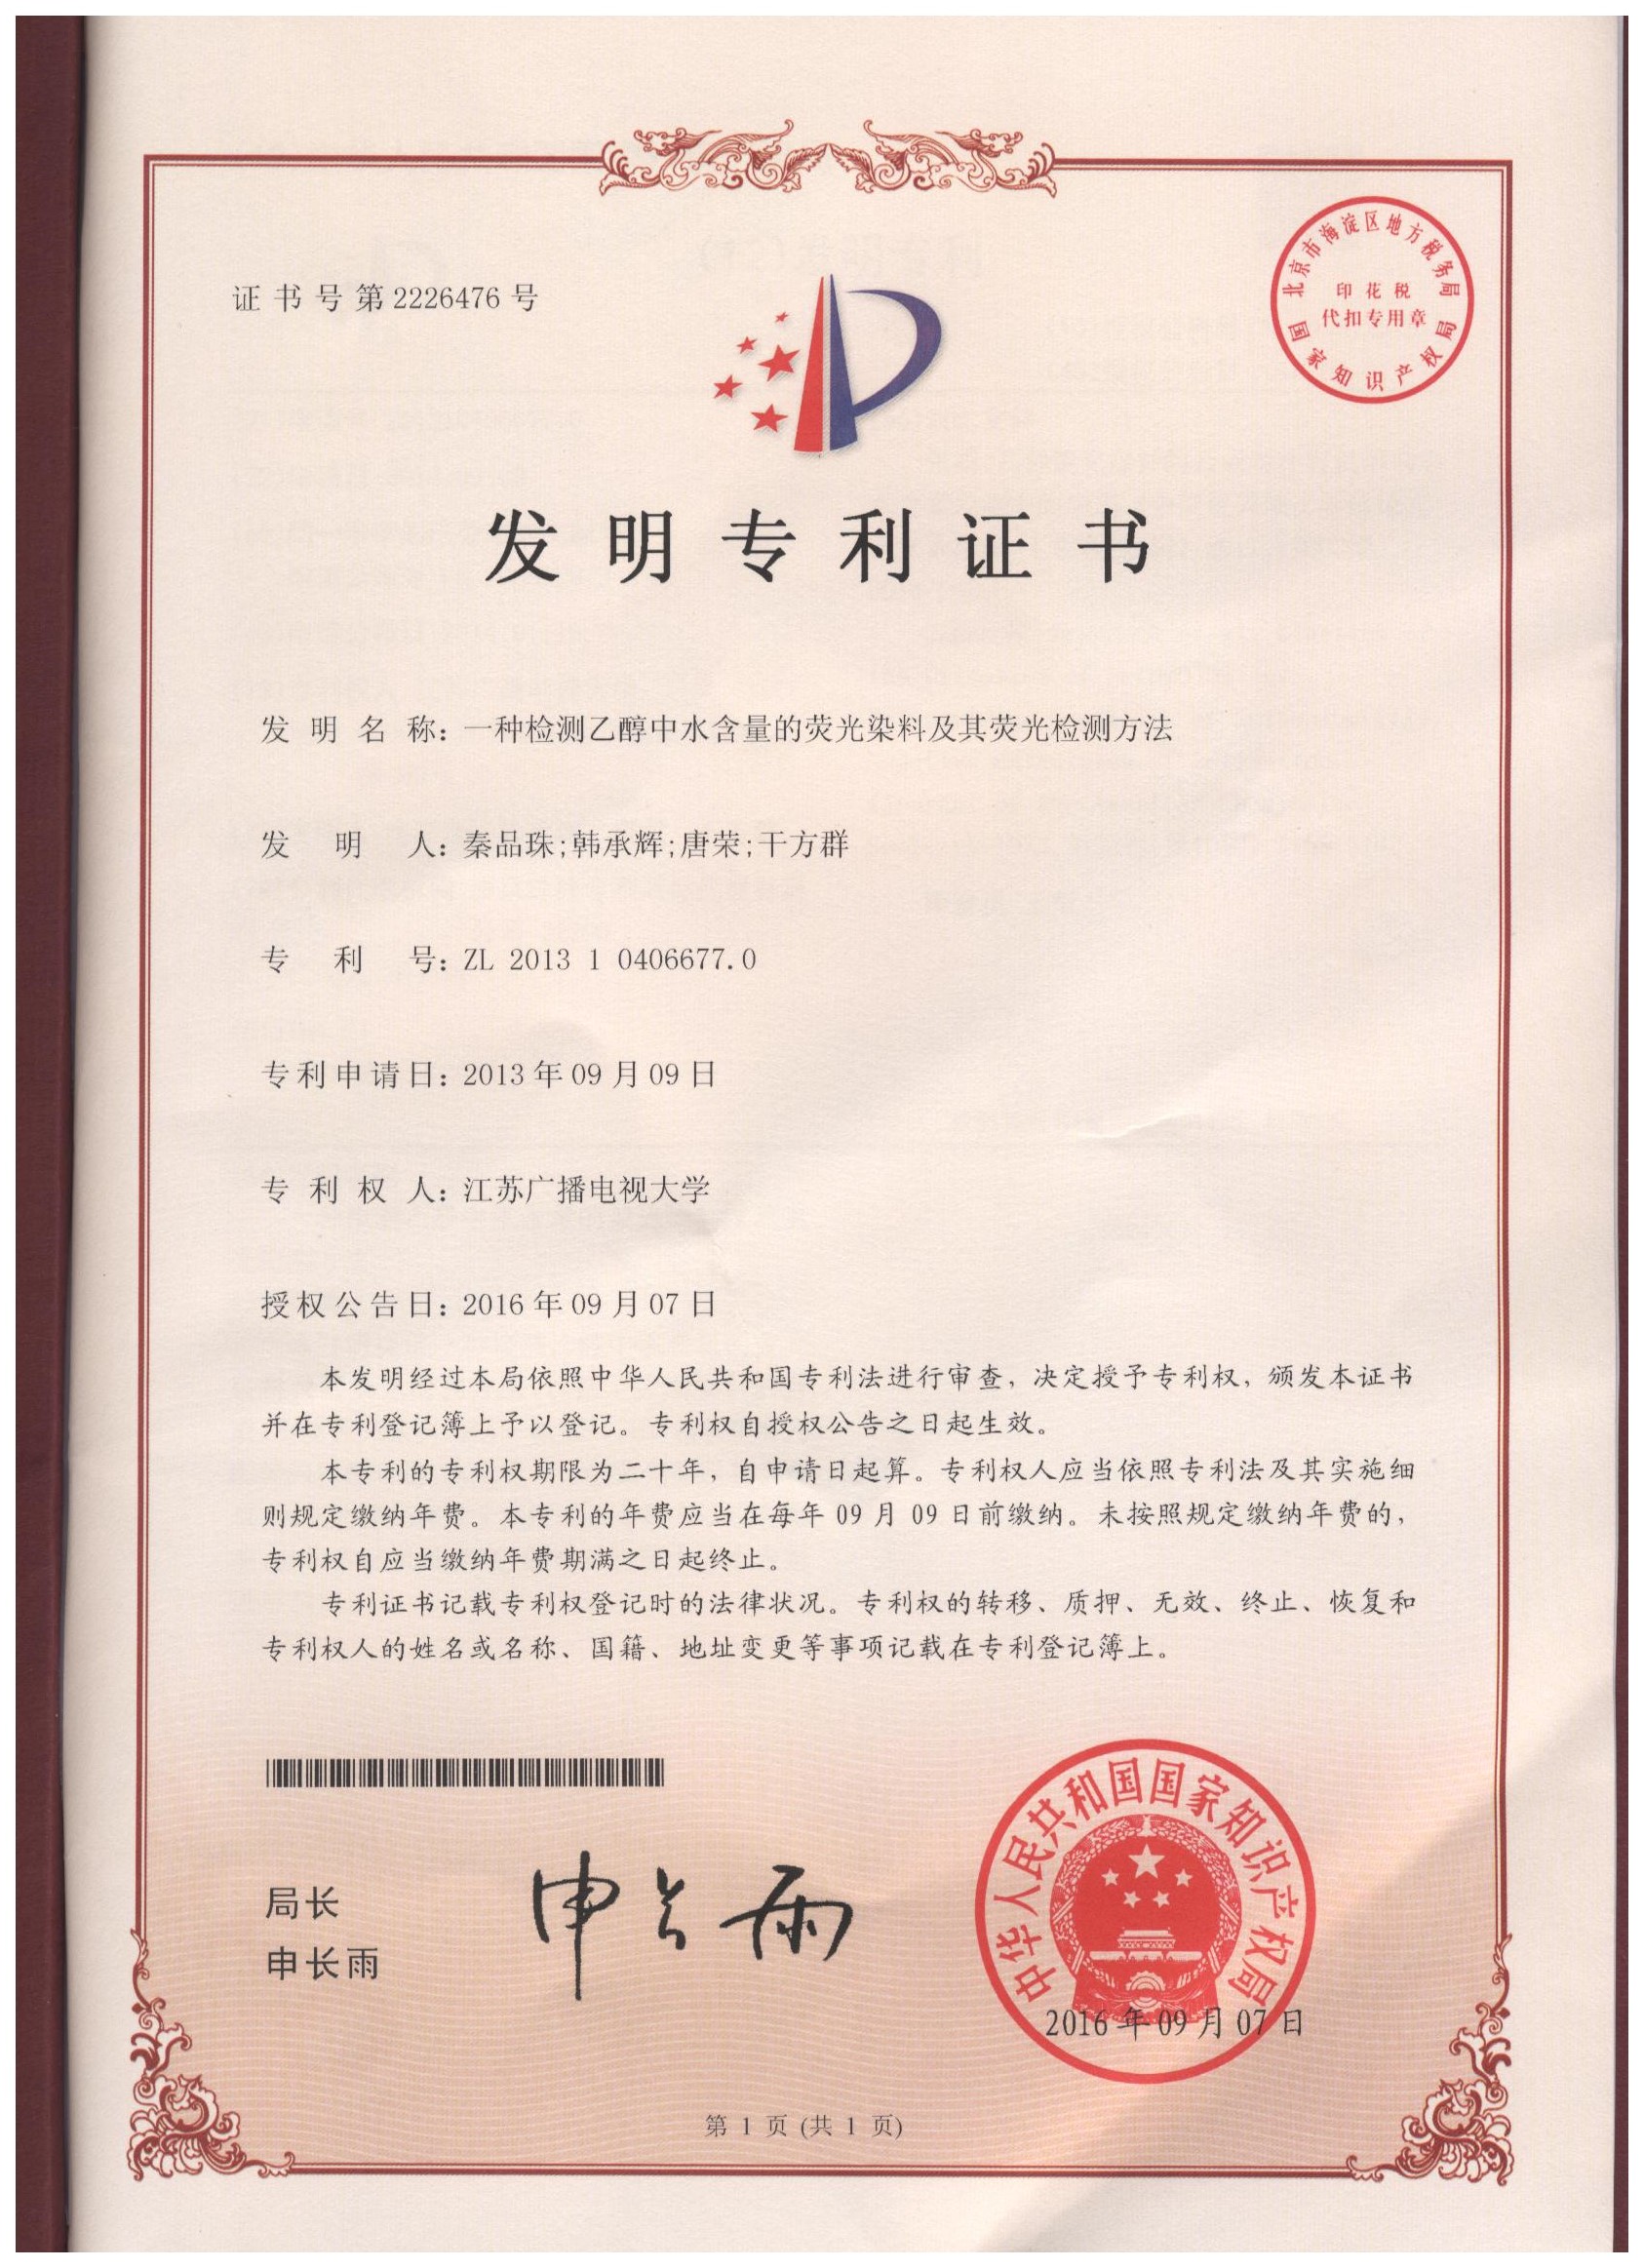 证书号第2226476号
北京市海淀区地方税务局
印花税
代扣专用章
国家知识产权局
发明专利证书
发明名称：一种检测乙醇中水含量的荧光染料及其荧光检测方法
发明人：秦品珠;韩承辉;唐荣;干方群
专利号：ZL 2013 1 0406677.0
专利申请日：2013年09月09日
专利权人：江苏广播电视大学
授权公告日：2016年09月07日
本发明经过本局依照中华人民共和国专利法进行审查，决定授予专利权，颁发本证书
并在专利登记簿上予以登记。专利权自授权公告之日起生效。
本专利的专利权期限为二十年，自申请日起算。专利权人应当依照专利法及其实施细
则规定缴纳年费。本专利的年费应当在每年09月09日前缴纳。未按照规定缴纳年费的，
专利权自应当缴纳年费期满之日起终止。
专利证书记载专利权登记时的法律状况。专利权的转移、质押、无效、终止、恢复和
专利权人的姓名或名称、国籍、地址变更等事项记载在专利登记簿上。
局长
申长雨
申长雨
中华人民共和国国家知识产权局
2016年09月07日
第 1 页 (共 1 页)